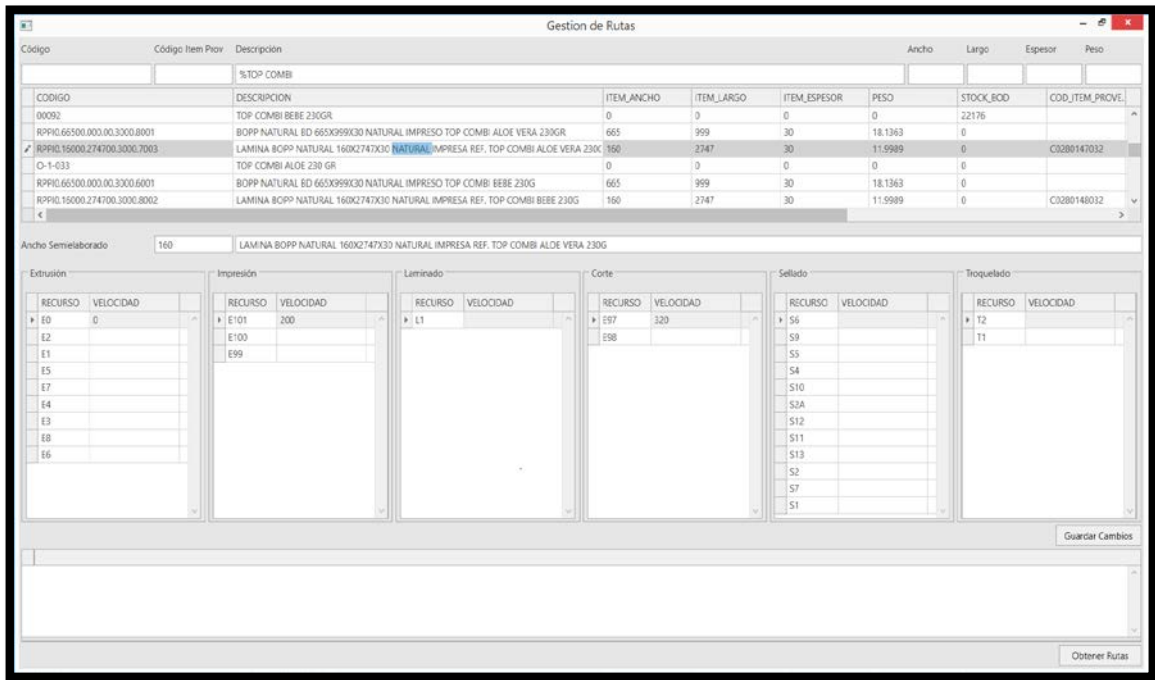 Gestion de Rutas
Código Código Item Prov Descripción Ancho Largo Espesor Peso
%TOP COMBI
CODIGO DESCRIPCION ITEM_ANCHO ITEM_LARGO ITEM_ESPESOR PESO STOCK_BOD COD_ITEM_PROVE.
00092 TOP COMBI BEBE 230GR. 0 0 0 0 22176
RPPI0.66500.000.00.3000.8001 BOPP NATURAL BD 665X999X30 NATURAL IMPRESO TOP COMBI ALOE VERA 230GR 665 999 30 18.1363 0
RPPI0.16000.274700.3000.7003 LAMINA BOPP NATURAL 160X2747X30 NATURAL IMPRESA REF. TOP COMBI ALOE VERA 230G 160 2747 30 11.9989 0 C0280147032
O-1-033 TOP COMBI ALOE 230 GR 0 0 0 0 0
RPPI0.66500.000.00.3000.6001 BOPP NATURAL BD 665X999X30 NATURAL IMPRESO TOP COMBI BEBE 230G 665 999 30 18.1363 0
RPPI0.16000.274700.3000.8002 LAMINA BOPP NATURAL 160X2747X30 NATURAL IMPRESA REF. TOP COMBI BEBE 230G 160 2747 30 11.9989 0 C0280148032
Ancho Semielaborado 160 LAMINA BOPP NATURAL 160X2747X30 NATURAL IMPRESA REF. TOP COMBI ALOE VERA 230G
Extrusión Impresión Laminado Corte Sellado Troquelado
RECURSO VELOCIDAD RECURSO VELOCIDAD RECURSO VELOCIDAD RECURSO VELOCIDAD RECURSO VELOCIDAD RECURSO VELOCIDAD
E0 0 E101 200 L1 E97 320 S6 T2
E2 E100 E98 S9 T1
E1 E99 S5
E5 S4
E7 S10
E4 S2A
E3 S12
E8 S11
E6 S13
S2
S7
S1
Guardar Cambios
Obtener Rutas